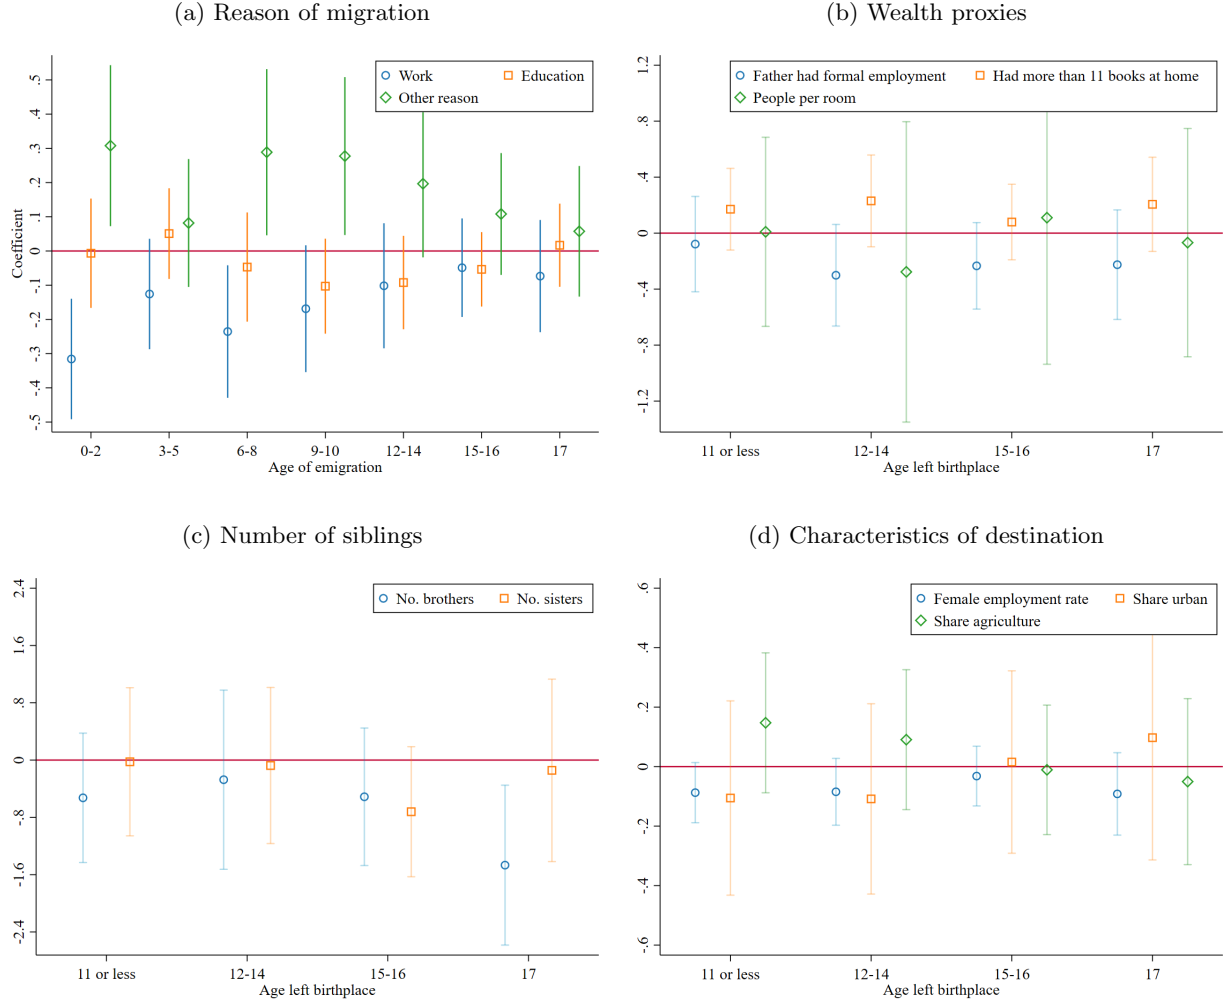 (a) Reason of migration
Work
Education
Other reason
Coefficient
.5
.4
.3
.2
.1
0
-.1
-.2
-.3
-.4
-.5
0-2
3-5
6-8
9-10
12-14
15-16
17
Age of emigration
(b) Wealth proxies
Father had formal employment
Had more than 11 books at home
People per room
1.2
.8
.4
0
-.4
-.8
-1.2
11 or less
12-14
15-16
17
Age left birthplace
(c) Number of siblings
No. brothers
No. sisters
2.4
1.6
.8
0
-.8
-1.6
-2.4
11 or less
12-14
15-16
17
Age left birthplace
(d) Characteristics of destination
Female employment rate
Share urban
Share agriculture
.6
.4
.2
0
-.2
-.4
-.6
11 or less
12-14
15-16
17
Age left birthplace